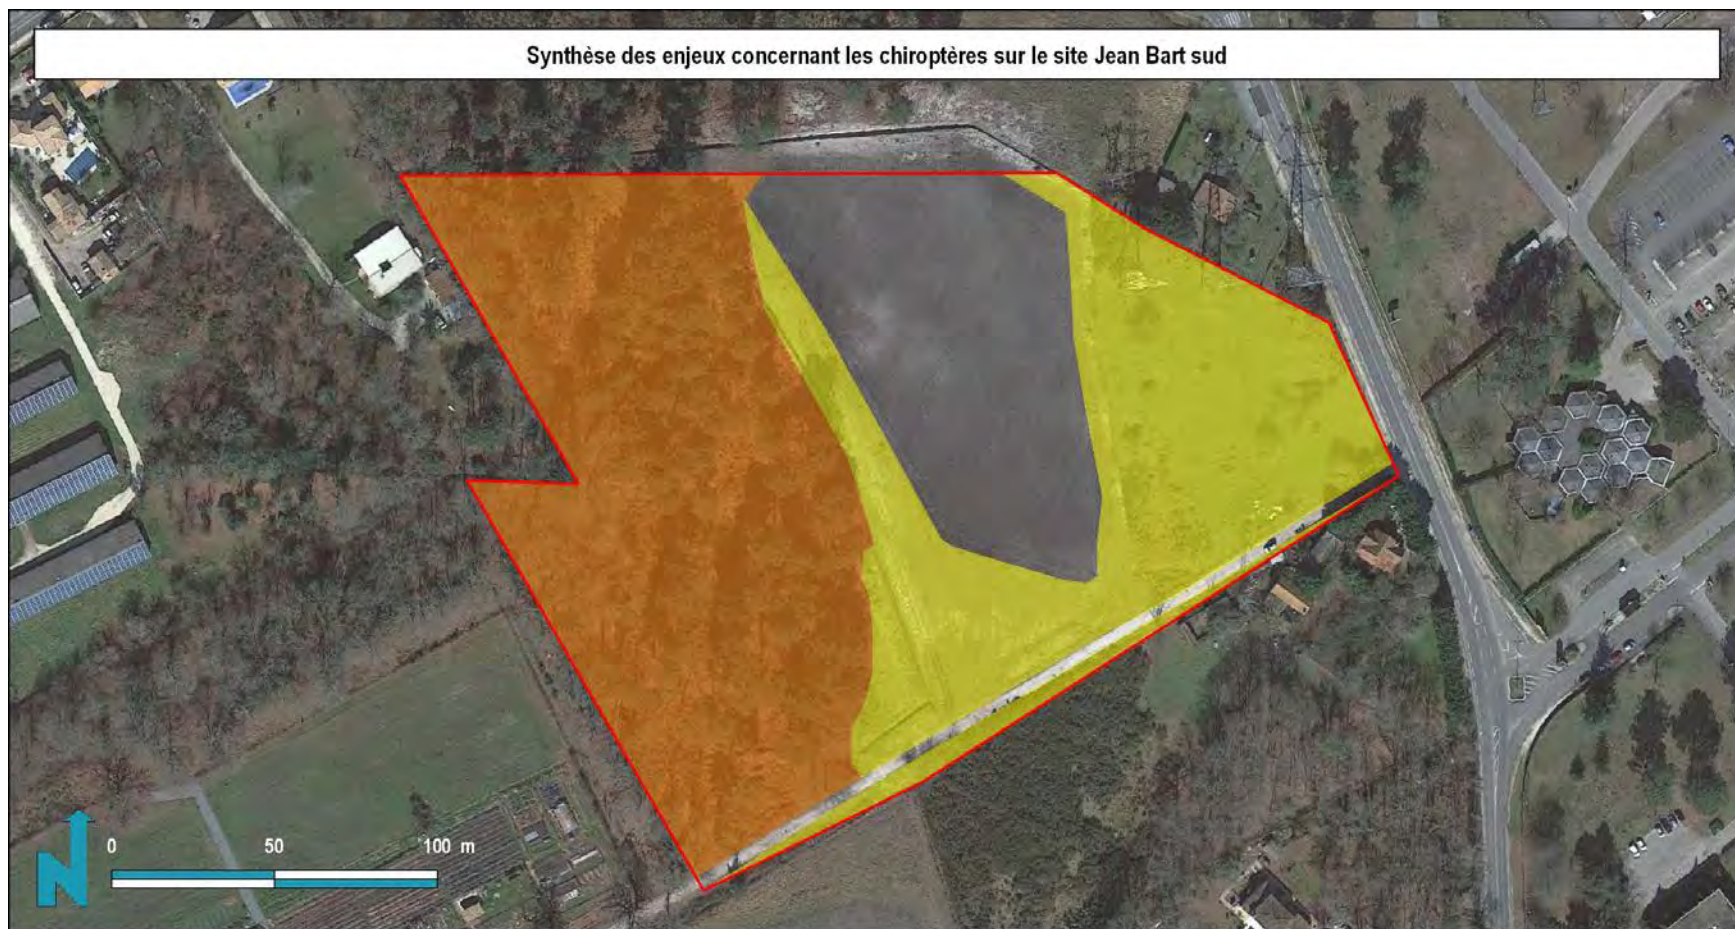 Synthèse des enjeux concernant les chiroptères sur le site Jean Bart sud
N
0 50 100 m